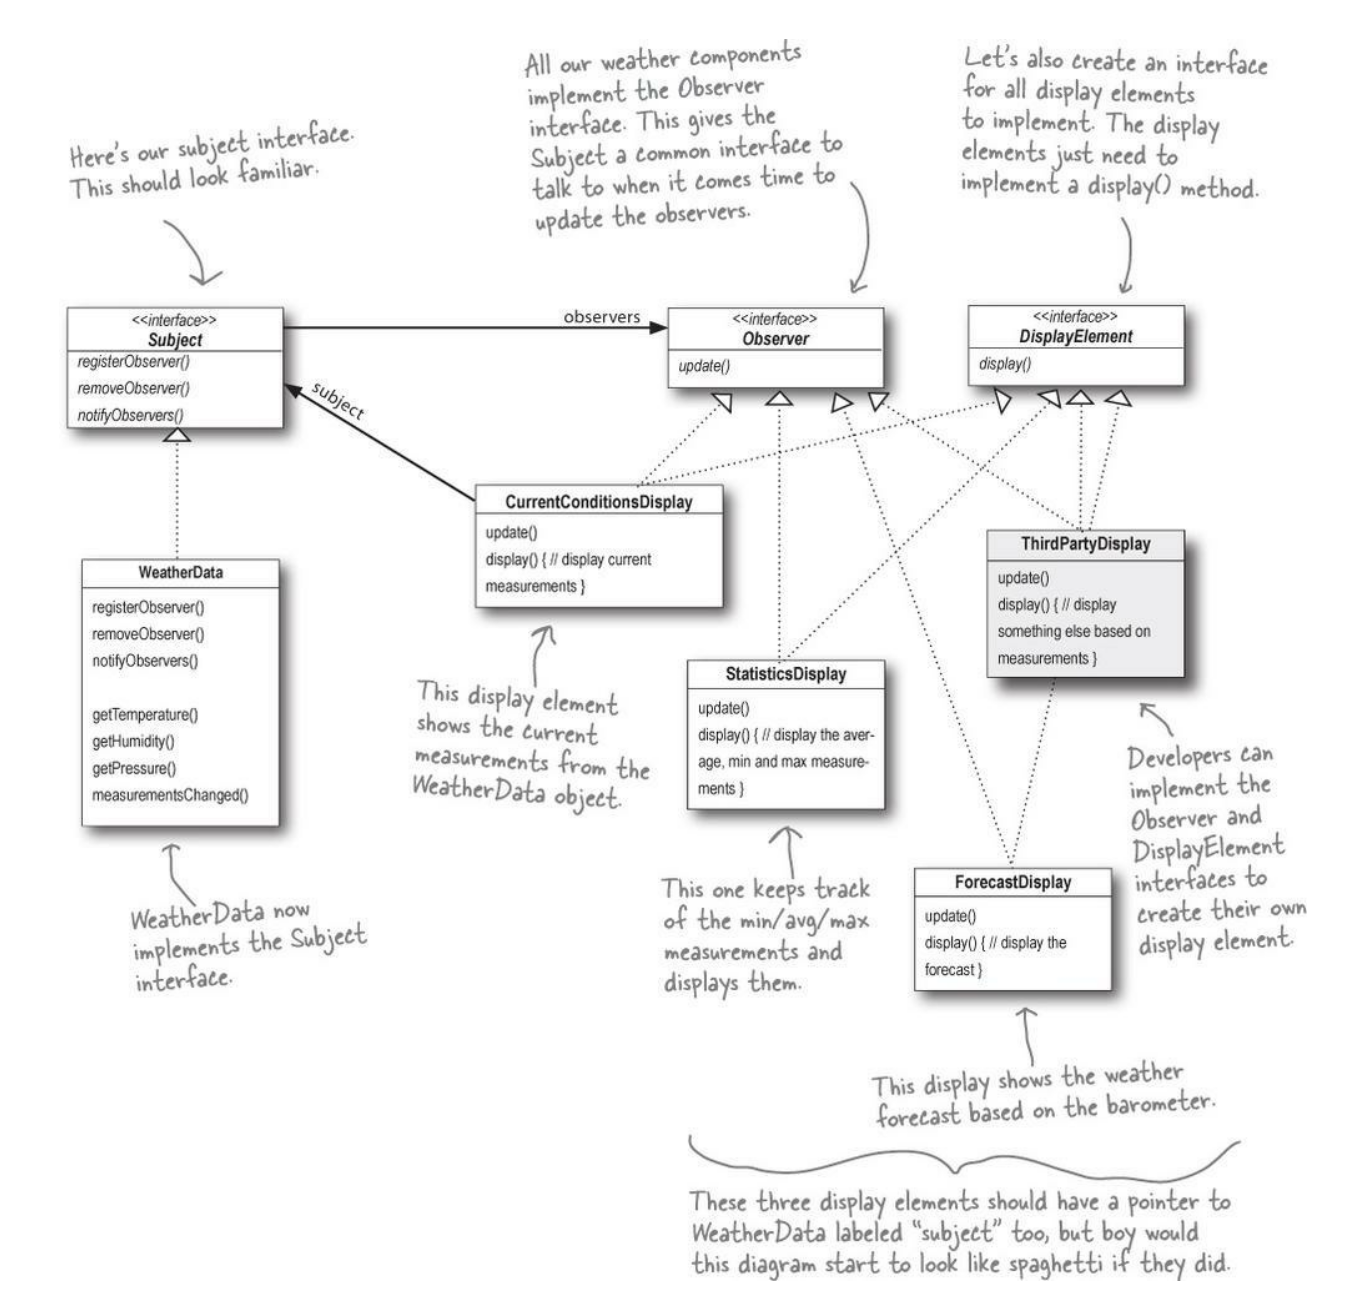 Here's our subject interface.
This should look familiar.
All our weather components
implement the Observer
interface. This gives the
Subject a common interface to
talk to when it comes time to
update the observers.
Let's also create an interface
for all display elements
to implement. The display
elements just need to
implement a display() method.
<<interface>>
Subject
registerObserver()
removeObserver()
notifyObservers()
observers
subject
<<interface>>
Observer
update()
<<interface>>
DisplayElement
display()
WeatherData
registerObserver()
removeObserver()
notifyObservers()
getTemperature()
getHumidity()
getPressure()
measurementsChanged()
WeatherData now
implements the Subject
interface.
CurrentConditionsDisplay
update()
display() { // display current
measurements }
This display element
shows the current
measurements from the
WeatherData object.
StatisticsDisplay
update()
display() { // display the aver-
age, min and max measure-
ments }
This one keeps track
of the min/avg/max
measurements and
displays them.
ThirdPartyDisplay
update()
display() { // display
something else based on
measurements }
Developers can
implement the
Observer and
DisplayElement
interfaces to
create their own
display element.
ForecastDisplay
update()
display() { // display the
forecast }
This display shows the weather
forecast based on the barometer.
These three display elements should have a pointer to
WeatherData labeled "subject" too, but boy would
this diagram start to look like spaghetti if they did.